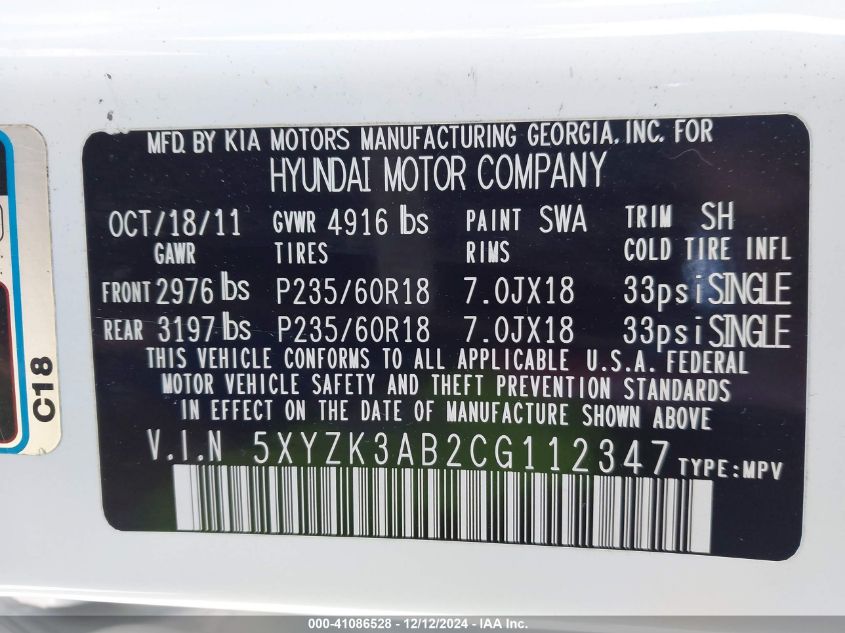 MFD. BY KIA MOTORS MANUFACTURING GEORGIA, INC. FOR
HYUNDAI MOTOR COMPANY
OCT/18/11 GVWR 4916 lbs PAINT SWA TRIM SH
GAWR TIRES RIMS COLD TIRE INFL
FRONT 2976 lbs P235/60R18 7.0JX18 33psi SINGLE
REAR 3197 lbs P235/60R18 7.0JX18 33psi SINGLE
THIS VEHICLE CONFORMS TO ALL APPLICABLE U.S.A. FEDERAL
MOTOR VEHICLE SAFETY AND THEFT PREVENTION STANDARDS
IN EFFECT ON THE DATE OF MANUFACTURE SHOWN ABOVE
V.I.N 5XYZK3AB2CG112347 TYPE:MPV
C18
000-41086528 - 12/12/2024 - IAA Inc.